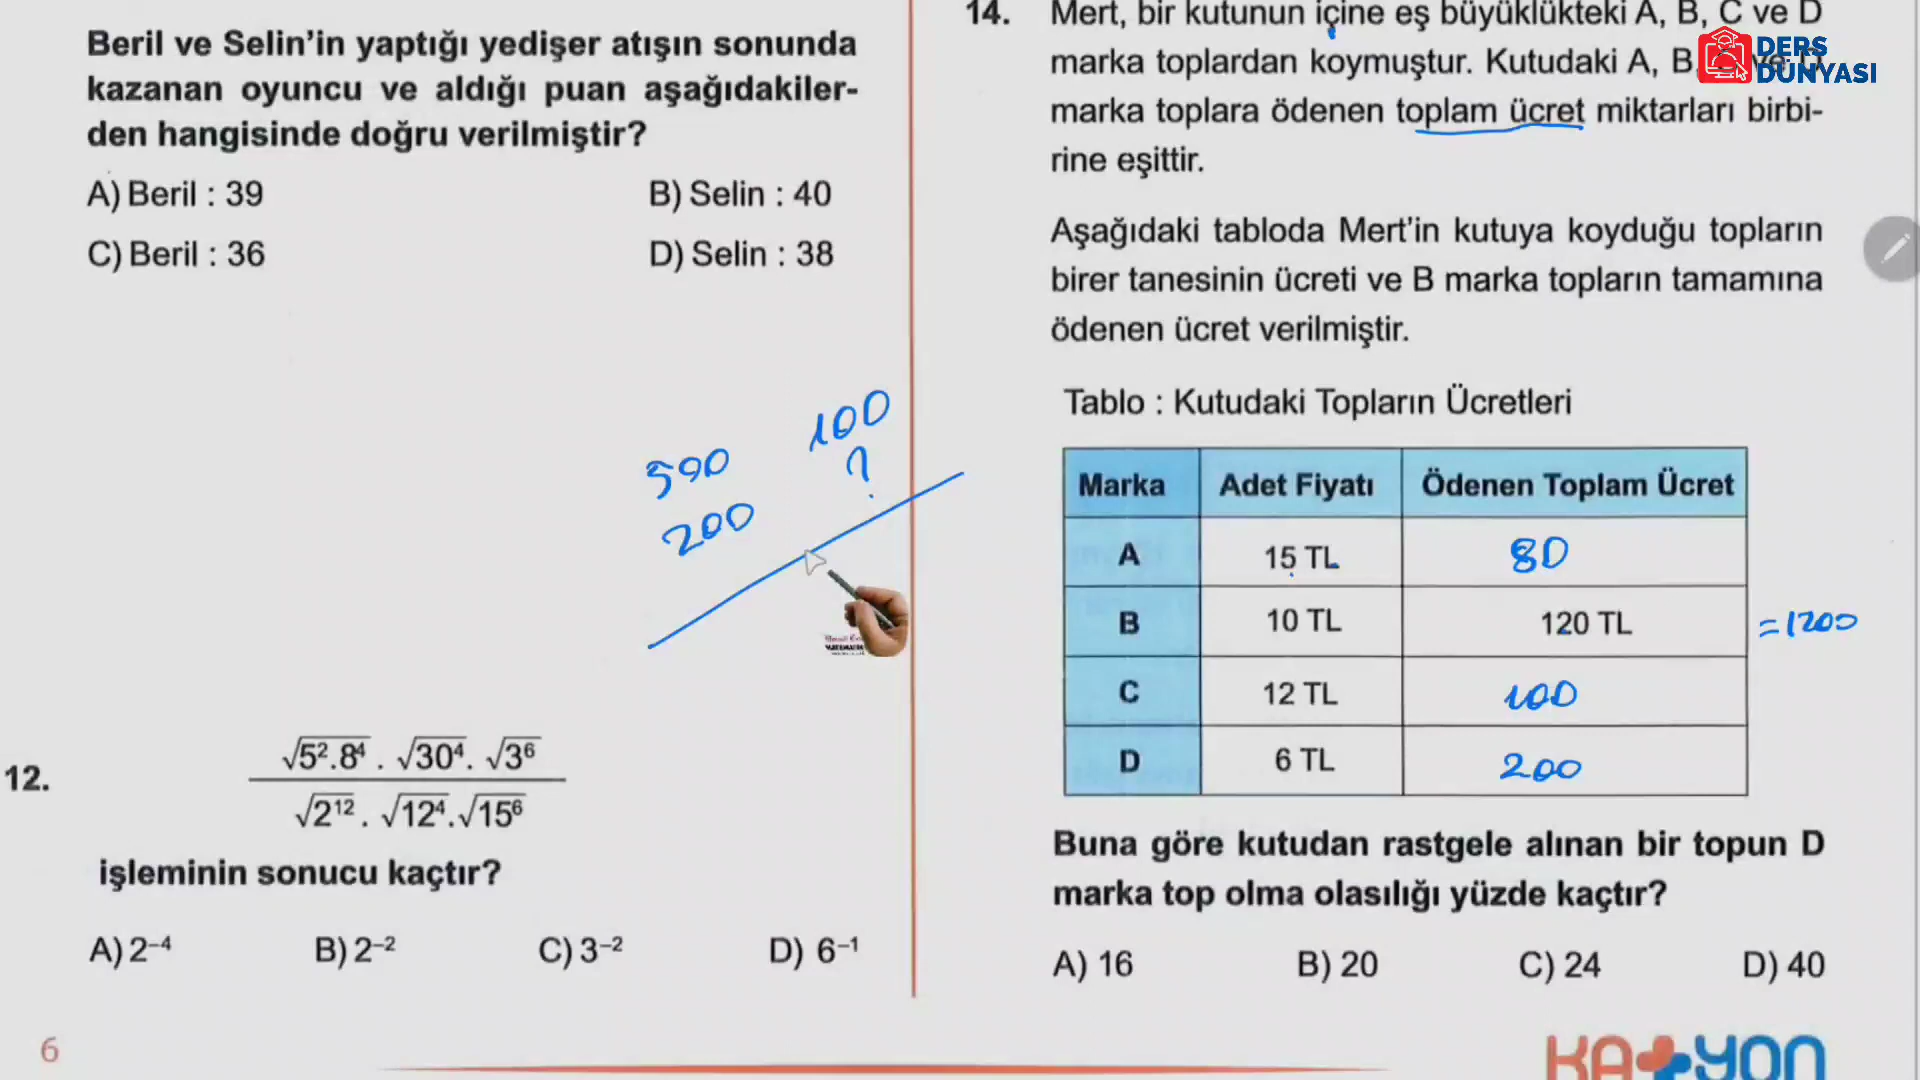 Beril ve Selin'in yaptığı yedişer atışın sonunda
kazanan oyuncu ve aldığı puan aşağıdakiler-
den hangisinde doğru verilmiştir?
A) Beril : 39
B) Selin : 40
C) Beril : 36
D) Selin : 38
590 100
200 ?
12.
√5².8⁴ . √30⁴ . √3⁶
√2¹² . √12⁴ . √15⁶
işleminin sonucu kaçtır?
A) 2⁻⁴
B) 2⁻²
C) 3⁻²
D) 6⁻¹
6
14. Mert, bir kutunun içine eş büyüklükteki A, B, C ve D
marka toplardan koymuştur. Kutudaki A, B, C ve D
marka toplara ödenen toplam ücret miktarları birbi-
rine eşittir.
Aşağıdaki tabloda Mert'in kutuya koyduğu topların
birer tanesinin ücreti ve B marka topların tamamına
ödenen ücret verilmiştir.
Tablo : Kutudaki Topların Ücretleri
Marka Adet Fiyatı Ödenen Toplam Ücret
A 15 TL 80
B 10 TL 120 TL =1200
C 12 TL 100
D 6 TL 200
Buna göre kutudan rastgele alınan bir topun D
marka top olma olasılığı yüzde kaçtır?
A) 16
B) 20
C) 24
D) 40
DERS
DÜNYASI
KATYON